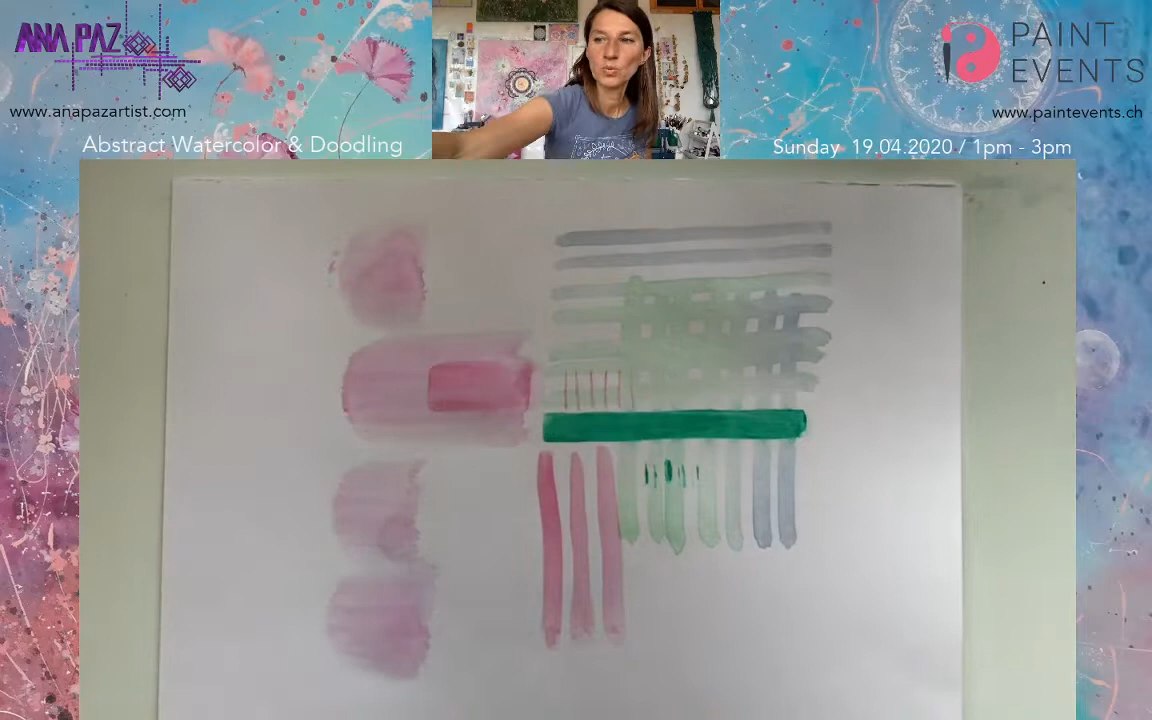 ANA PAZ
www.anapazartist.com
Abstract Watercolor & Doodling
PAINT
EVENTS
www.paintevents.ch
Sunday 19.04.2020 / 1pm - 3pm